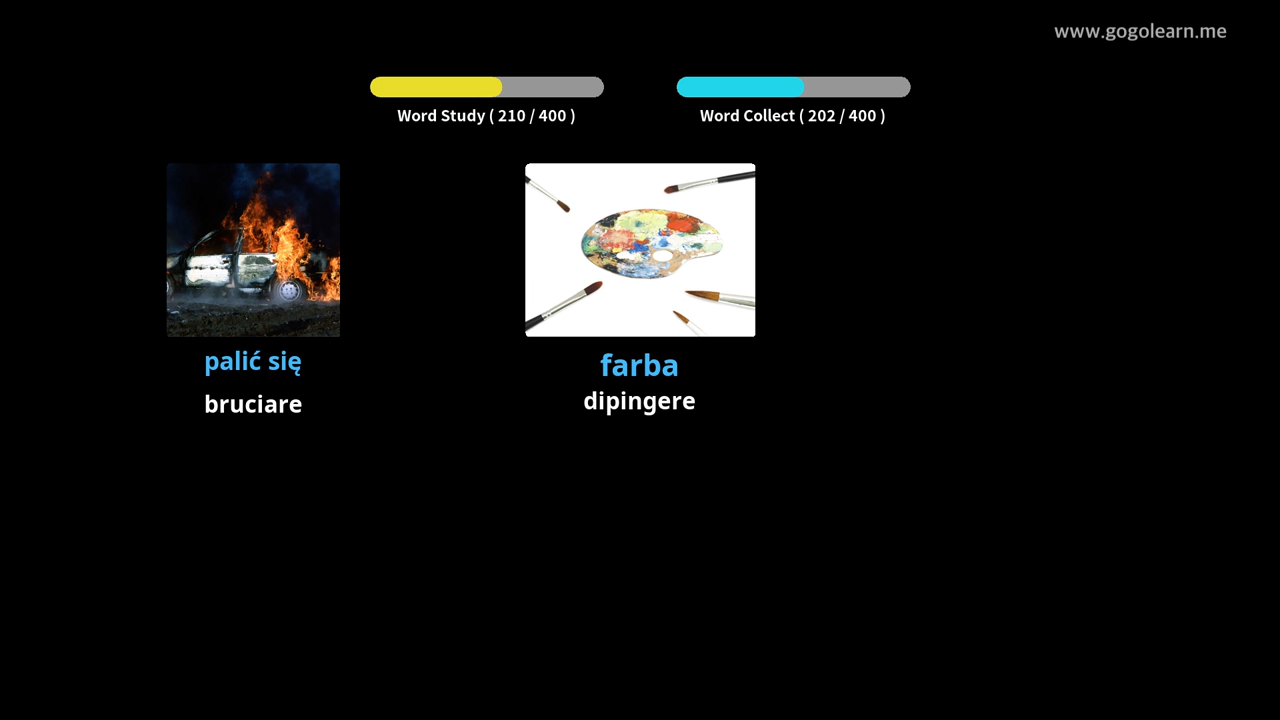 www.gogolearn.me
Word Study ( 210 / 400 )
Word Collect ( 202 / 400 )
palić się
bruciare
farba
dipingere